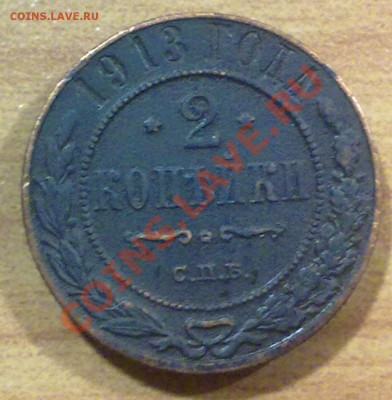 COINS.LAVE.RU
1913 ГОДА
2
КОПѢЙКИ
С.П.Б.
COINS.LAVE.RU